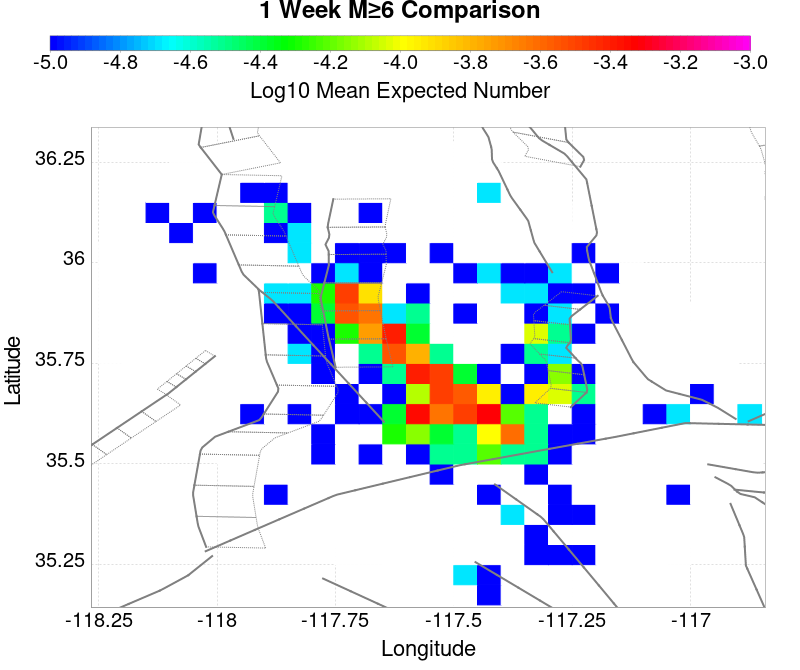 1 Week M≥6 Comparison
-5.0 -4.8 -4.6 -4.4 -4.2 -4.0 -3.8 -3.6 -3.4 -3.2 -3.0
Log10 Mean Expected Number
36.25
36
35.75
35.5
35.25
Latitude
-118.25 -118 -117.75 -117.5 -117.25 -117
Longitude